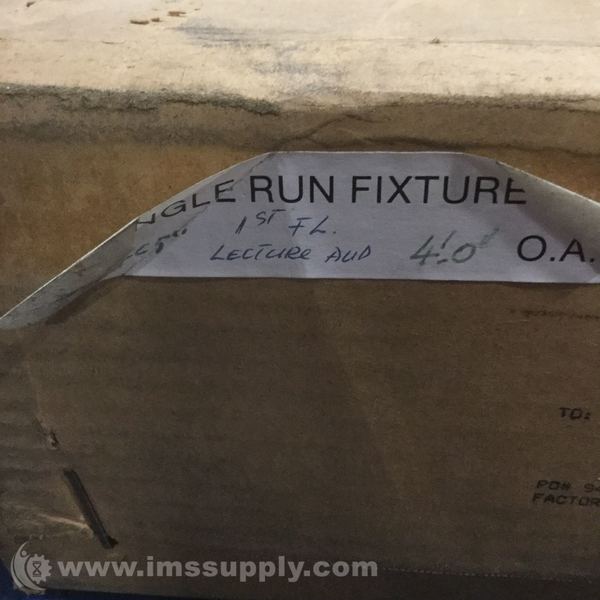 NGLE RUN FIXTURE
1ST FL.
LECTURE AUD 4'-0" O.A.
TO:
PO#
FACTOR
www.imssupply.com